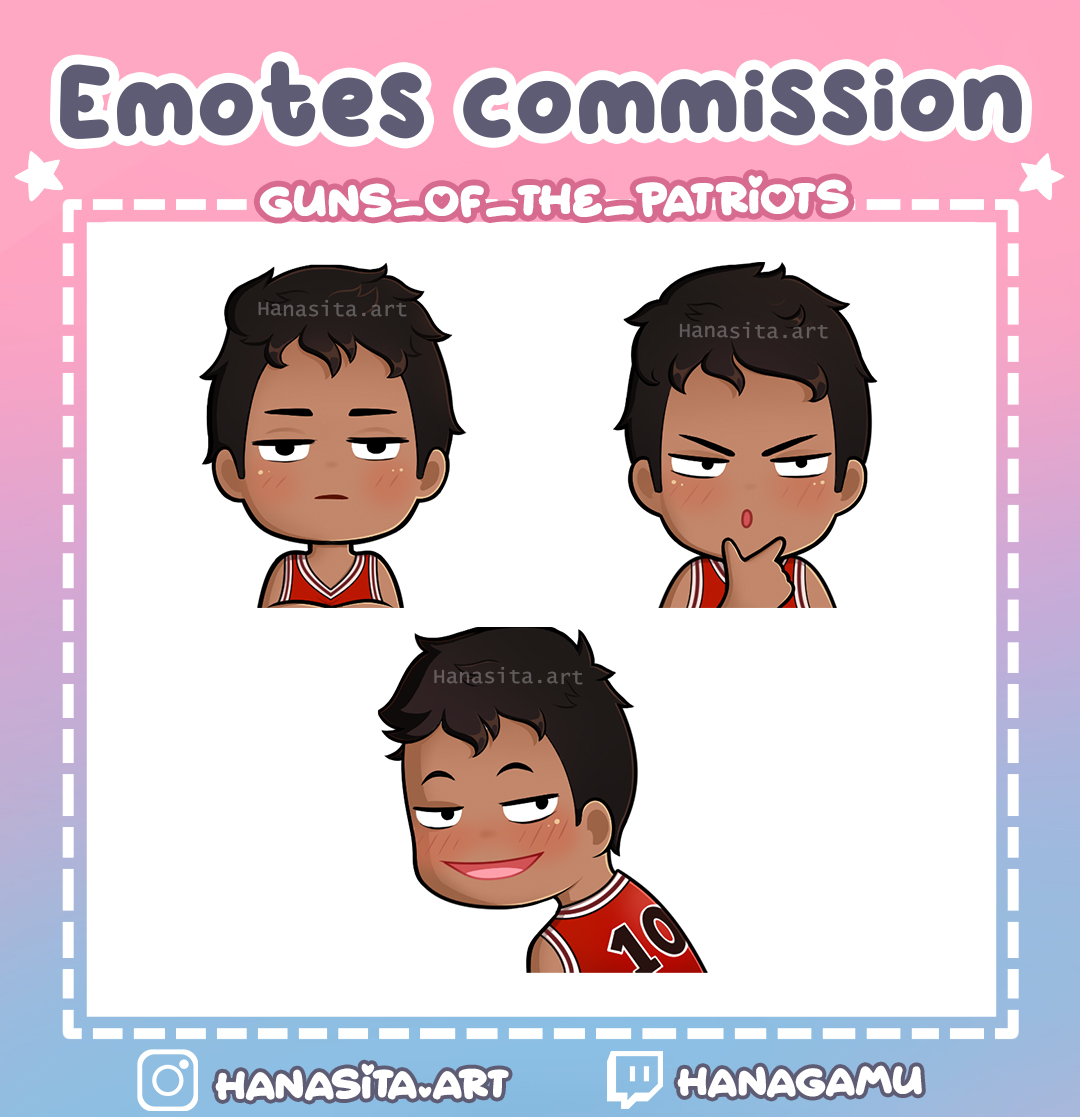 Emotes commission
GUNS_OF_THE_PATRIOTS
Hanasita.art
Hanasita.art
Hanasita.art
10
HANASITA.ART
HANAGAMU